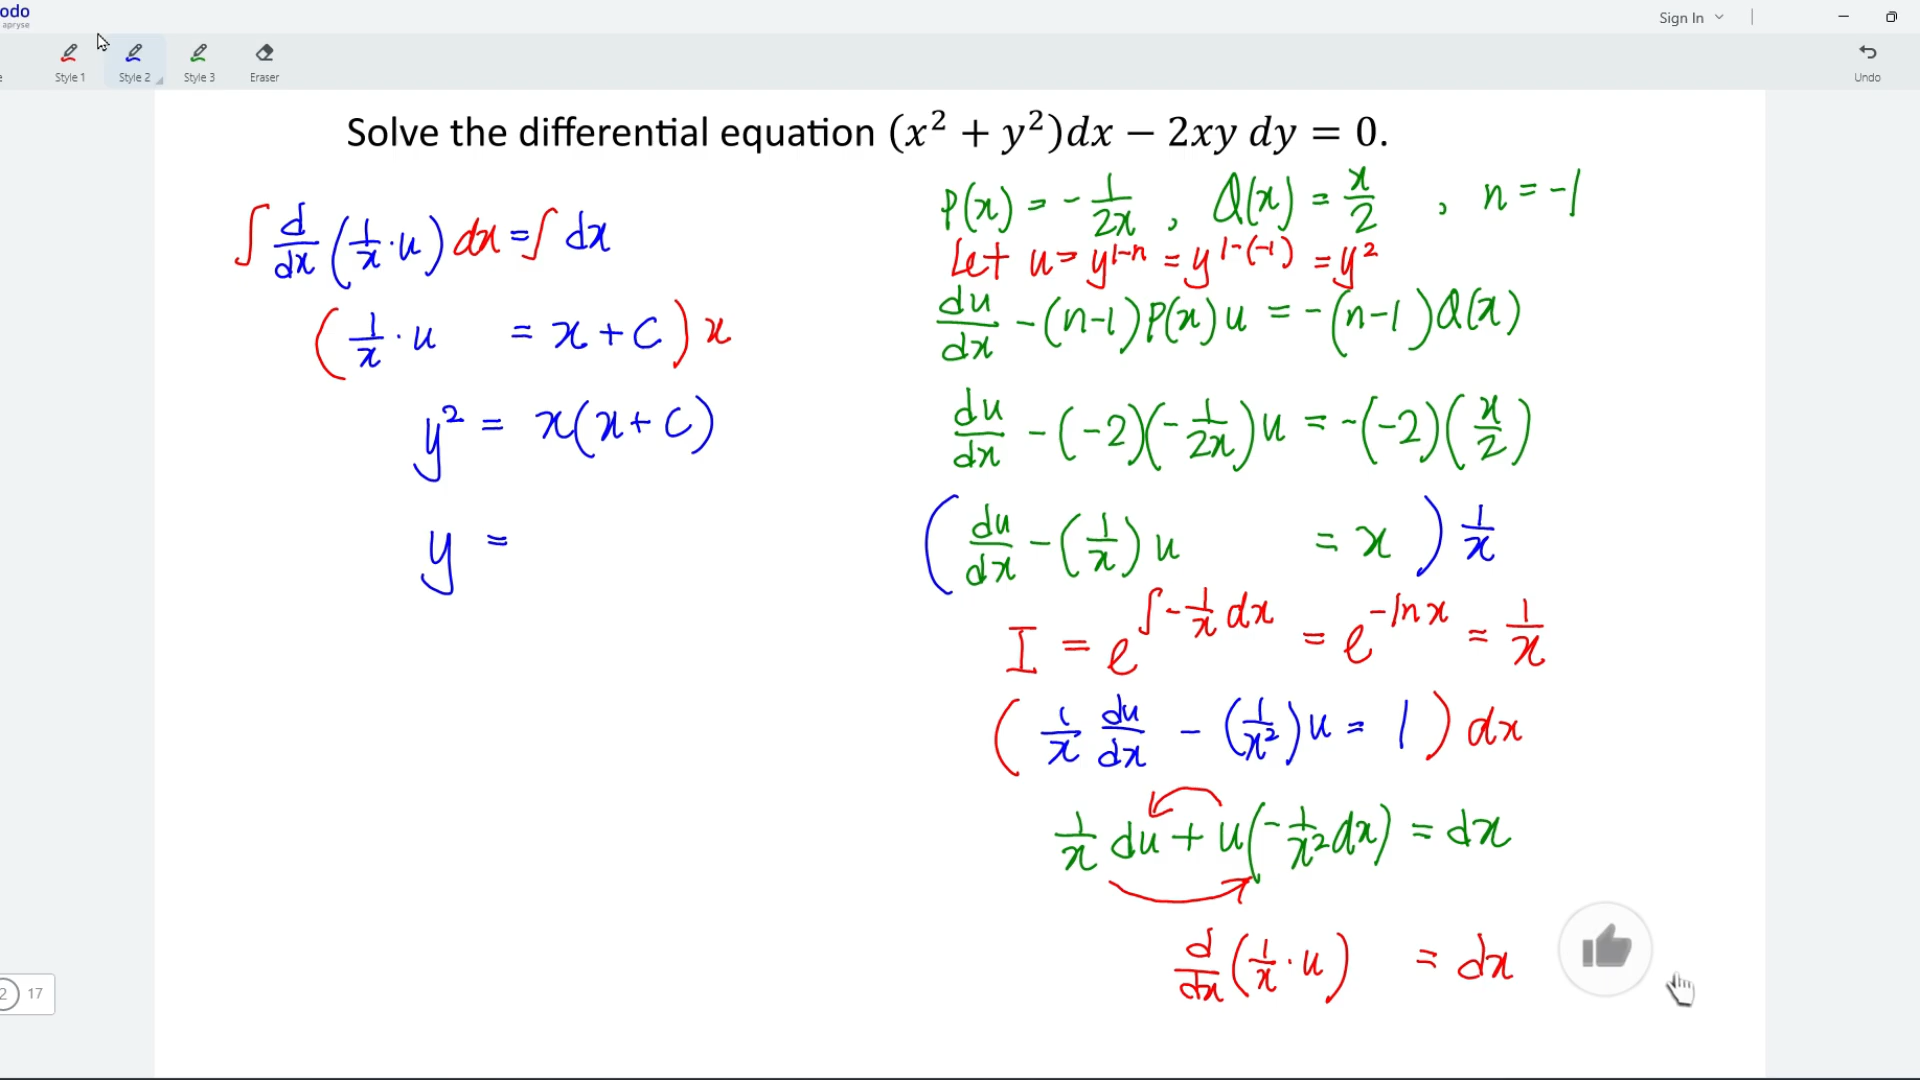 odo
apryse
Sign In
Style 1
Style 2
Style 3
Eraser
Undo
Solve the differential equation (x² + y²)dx − 2xy dy = 0.
∫ d/dx (1/x · u) dx = ∫ dx
(1/x · u = x + C) x
y² = x(x + C)
y =
P(x) = - 1/2x , Q(x) = x/2 , n = -1
Let u = y^(1-n) = y^(1-(-1)) = y²
du/dx - (n-1)P(x)u = -(n-1)Q(x)
du/dx - (-2)(-1/2x)u = -(-2)(x/2)
(du/dx - (1/x)u = x) 1/x
I = e^(∫-1/x dx) = e^(-ln x) = 1/x
(1/x du/dx - (1/x²)u = 1) dx
1/x du + u(-1/x² dx) = dx
d/dx (1/x · u) = dx
2 17